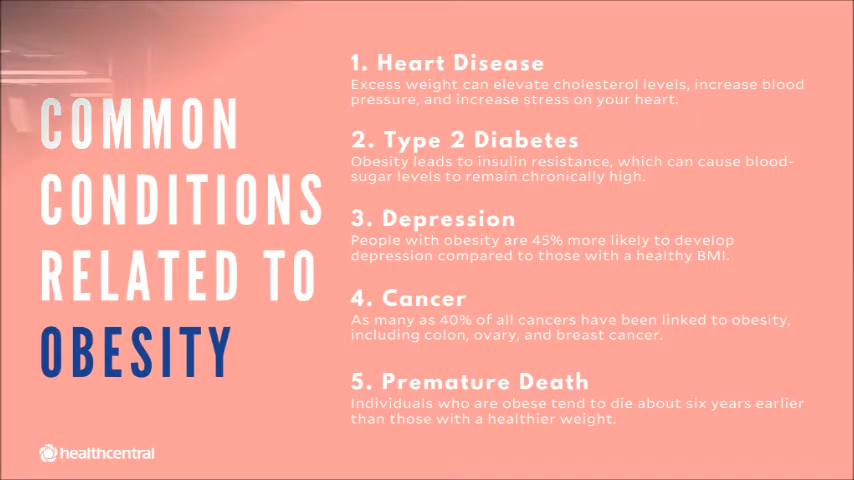 COMMON
CONDITIONS
RELATED TO
OBESITY
1. Heart Disease
Excess weight can elevate cholesterol levels, increase blood
pressure, and increase stress on your heart.
2. Type 2 Diabetes
Obesity leads to insulin resistance, which can cause blood-
sugar levels to remain chronically high.
3. Depression
People with obesity are 45% more likely to develop
depression compared to those with a healthy BMI.
4. Cancer
As many as 40% of all cancers have been linked to obesity,
including colon, ovary, and breast cancer.
5. Premature Death
Individuals who are obese tend to die about six years earlier
than those with a healthier weight.
healthcentral